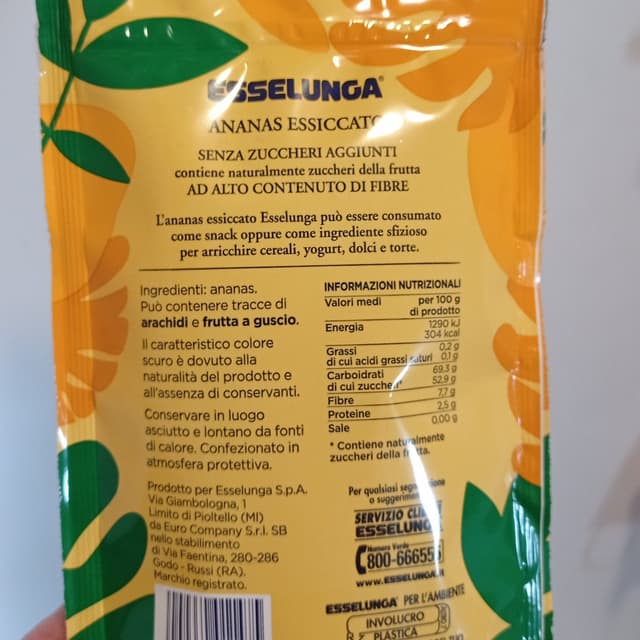 ESSELUNGA
ANANAS ESSICCATO
SENZA ZUCCHERI AGGIUNTI
contiene naturalmente zuccheri della frutta
AD ALTO CONTENUTO DI FIBRE
L'ananas essiccato Esselunga può essere consumato
come snack oppure come ingrediente sfizioso
per arricchire cereali, yogurt, dolci e torte.
Ingredienti: ananas.
Può contenere tracce di
arachidi e frutta a guscio.
Il caratteristico colore
scuro è dovuto alla
naturalità del prodotto e
all'assenza di conservanti.
Conservare in luogo
asciutto e lontano da fonti
di calore. Confezionato in
atmosfera protettiva.
Prodotto per Esselunga S.p.A.
Via Giambologna, 1
Limito di Pioltello (MI)
da Euro Company S.r.l. SB
nello stabilimento
di Via Faentina, 280-286
Godo - Russi (RA).
Marchio registrato.
INFORMAZIONI NUTRIZIONALI
Valori medi per 100 g
di prodotto
Energia 1290 kJ
304 kcal
Grassi 0,2 g
di cui acidi grassi saturi 0,1 g
Carboidrati 69,3 g
di cui zuccheri* 52,9 g
Fibre 7,7 g
Proteine 2,5 g
Sale 0,00 g
* Contiene naturalmente
zuccheri della frutta.
Per qualsiasi segnalazione
o suggerimento
SERVIZIO CLIENTI
ESSELUNGA
Numero Verde
800-666555
www.ESSELUNGA.it
ESSELUNGA PER L'AMBIENTE
INVOLUCRO
PLASTICA